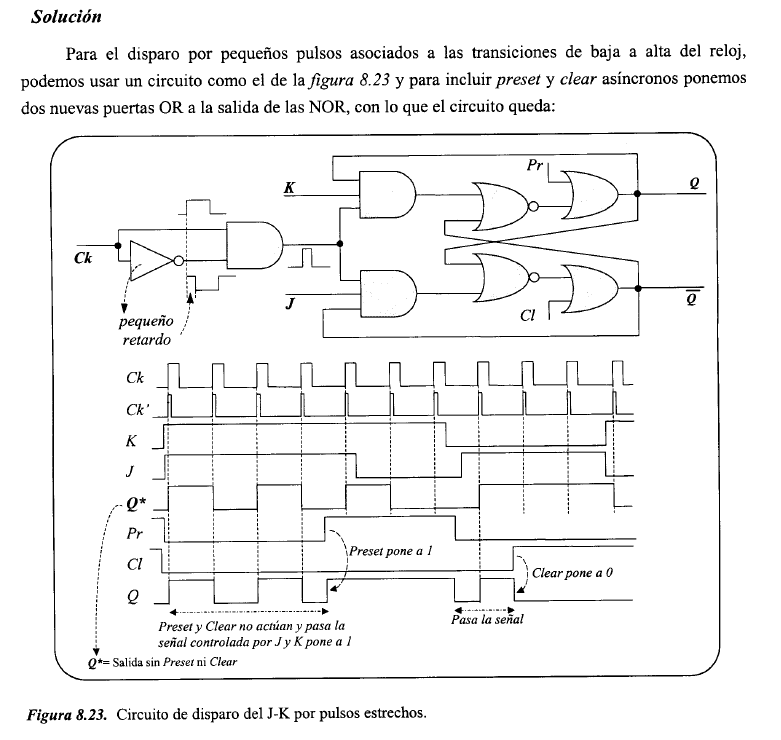 Solución
Para el disparo por pequeños pulsos asociados a las transiciones de baja a alta del reloj,
podemos usar un circuito como el de la figura 8.23 y para incluir preset y clear asíncronos ponemos
dos nuevas puertas OR a la salida de las NOR, con lo que el circuito queda:
Pr
K
Q
Ck
J
Cl
Q̅
pequeño
retardo
Ck
Ck'
K
J
Q*
Pr
Preset pone a 1
Cl
Clear pone a 0
Q
Preset y Clear no actúan y pasa la
señal controlada por J y K pone a 1
Pasa la señal
Q*= Salida sin Preset ni Clear
Figura 8.23. Circuito de disparo del J-K por pulsos estrechos.